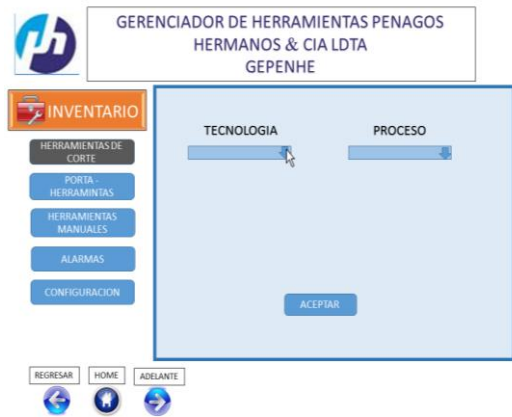 GERENCIADOR DE HERRAMIENTAS PENAGOS
HERMANOS & CIA LDTA
GEPENHE
INVENTARIO
HERRAMIENTAS DE
CORTE
PORTA -
HERRAMINTAS
HERRAMIENTAS
MANUALES
ALARMAS
CONFIGURACION
TECNOLOGIA
PROCESO
ACEPTAR
REGRESAR
HOME
ADELANTE